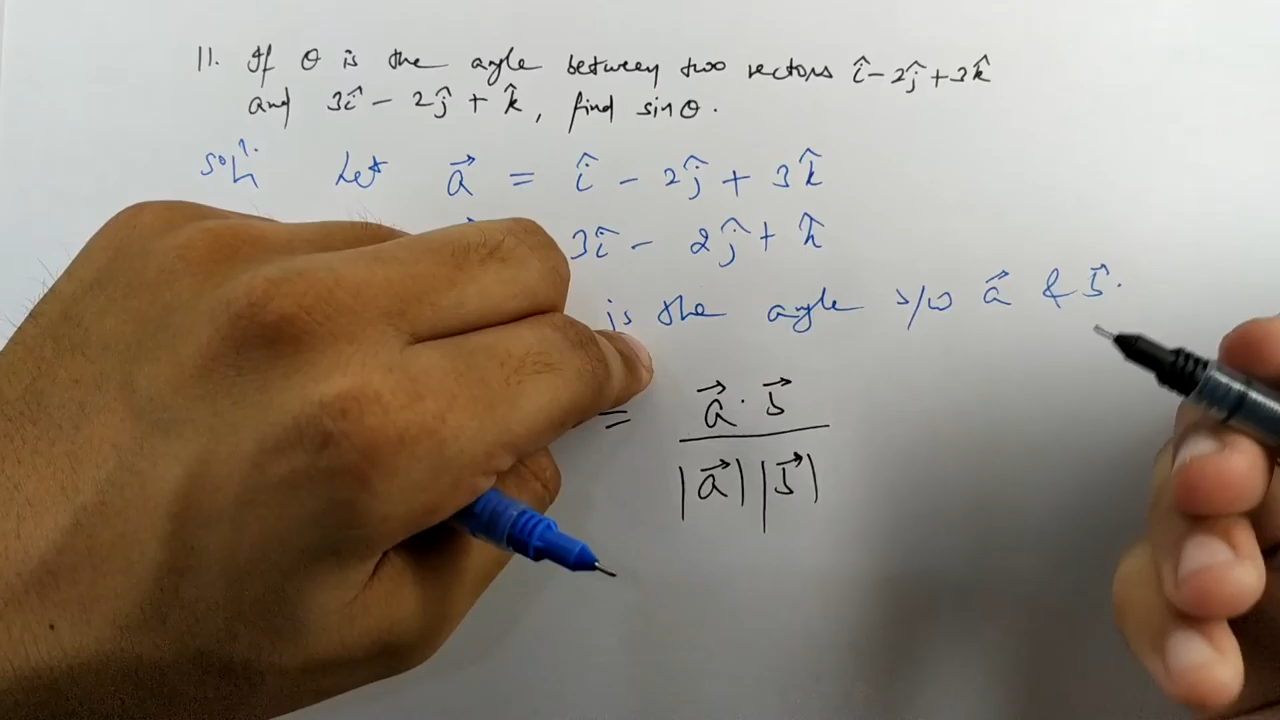 11. If θ is the angle between two vectors î - 2ĵ + 3k̂
and 3î - 2ĵ + k̂, find sinθ.
Solⁿ. Let a⃗ = î - 2ĵ + 3k̂
3î - 2ĵ + k̂
is the angle b/w a⃗ & b⃗.
= a⃗ · b⃗
|a⃗| |b⃗|